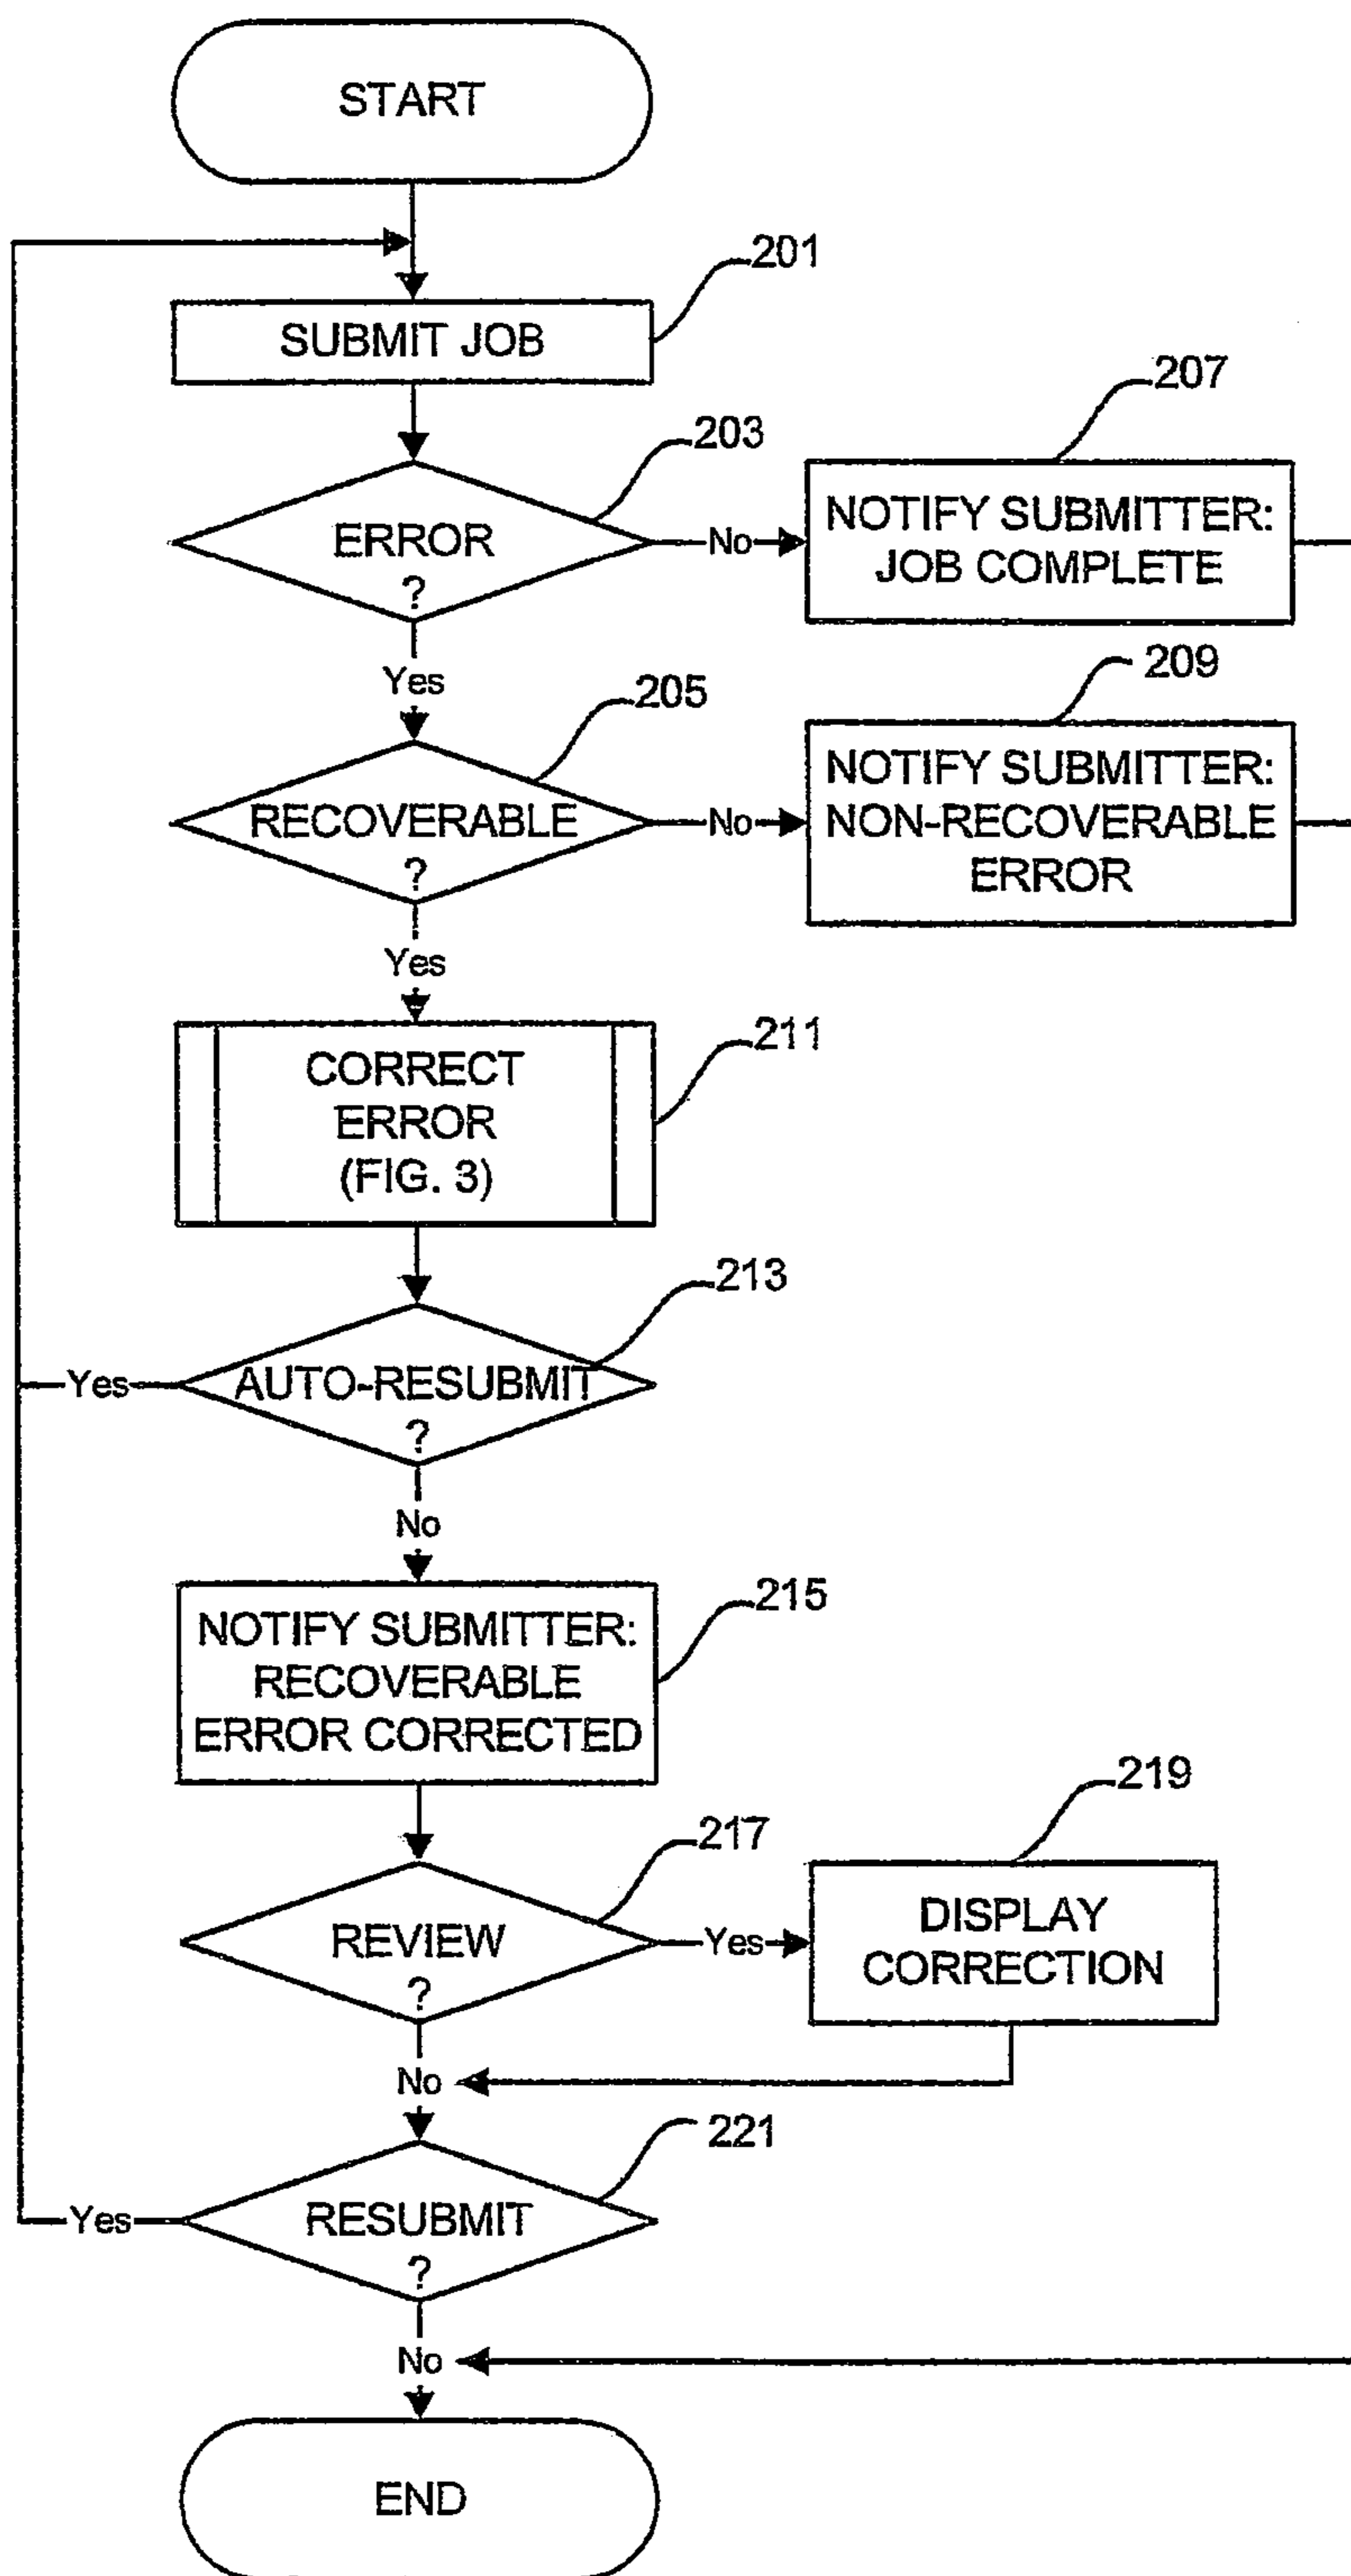 START
201
SUBMIT JOB
203
207
ERROR
?
No
NOTIFY SUBMITTER:
JOB COMPLETE
Yes
205
209
RECOVERABLE
?
No
NOTIFY SUBMITTER:
NON-RECOVERABLE
ERROR
Yes
211
CORRECT
ERROR
(FIG. 3)
213
Yes
AUTO-RESUBMIT
?
No
215
NOTIFY SUBMITTER:
RECOVERABLE
ERROR CORRECTED
217
219
REVIEW
?
Yes
DISPLAY
CORRECTION
No
221
Yes
RESUBMIT
?
No
END